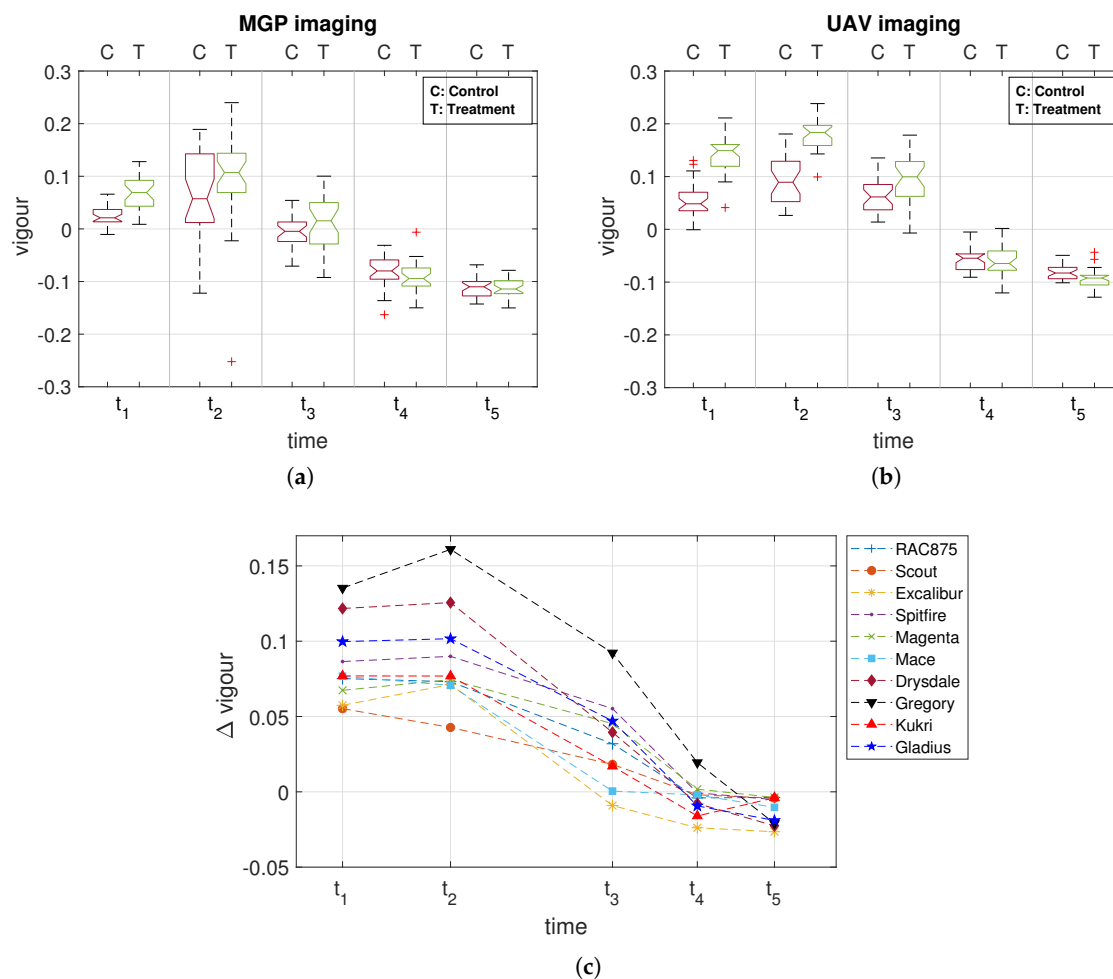 MGP imaging
C T C T C T C T C T
0.3
C: Control
T: Treatment
0.2
0.1
0
-0.1
-0.2
-0.3
vigour
t1 t2 t3 t4 t5
time
(a)
UAV imaging
C T C T C T C T C T
0.3
C: Control
T: Treatment
0.2
0.1
0
-0.1
-0.2
-0.3
vigour
t1 t2 t3 t4 t5
time
(b)
0.15
0.1
0.05
0
-0.05
Δ vigour
RAC875
Scout
Excalibur
Spitfire
Magenta
Mace
Drysdale
Gregory
Kukri
Gladius
t1 t2 t3 t4 t5
time
(c)